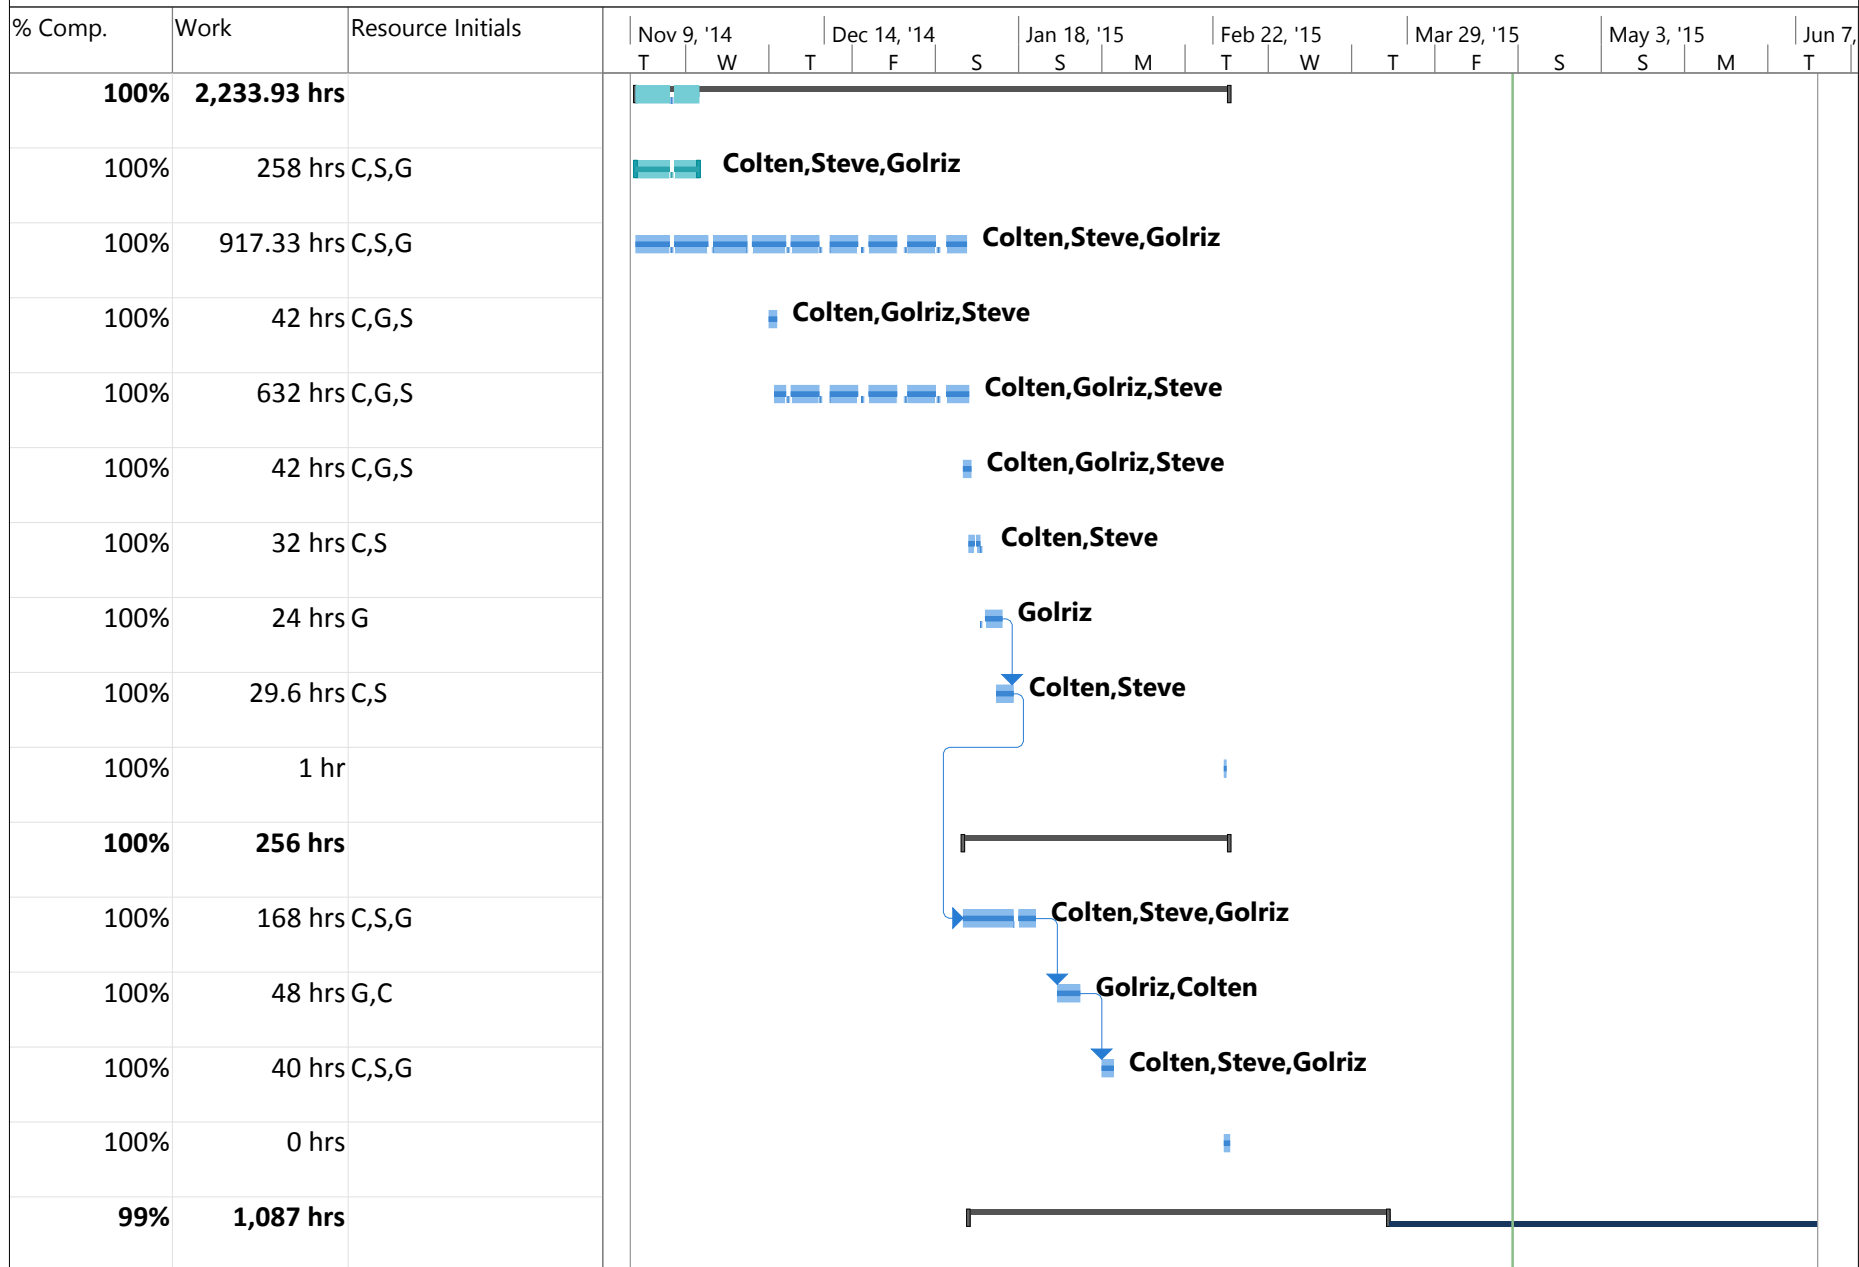 % Comp. Work Resource Initials Nov 9, '14 Dec 14, '14 Jan 18, '15 Feb 22, '15 Mar 29, '15 May 3, '15 Jun 7,
T W T F S S M T W T F S S M T
100% 2,233.93 hrs
100% 258 hrs C,S,G Colten,Steve,Golriz
100% 917.33 hrs C,S,G Colten,Steve,Golriz
100% 42 hrs C,G,S Colten,Golriz,Steve
100% 632 hrs C,G,S Colten,Golriz,Steve
100% 42 hrs C,G,S Colten,Golriz,Steve
100% 32 hrs C,S Colten,Steve
100% 24 hrs G Golriz
100% 29.6 hrs C,S Colten,Steve
100% 1 hr
100% 256 hrs
100% 168 hrs C,S,G Colten,Steve,Golriz
100% 48 hrs G,C Golriz,Colten
100% 40 hrs C,S,G Colten,Steve,Golriz
100% 0 hrs
99% 1,087 hrs